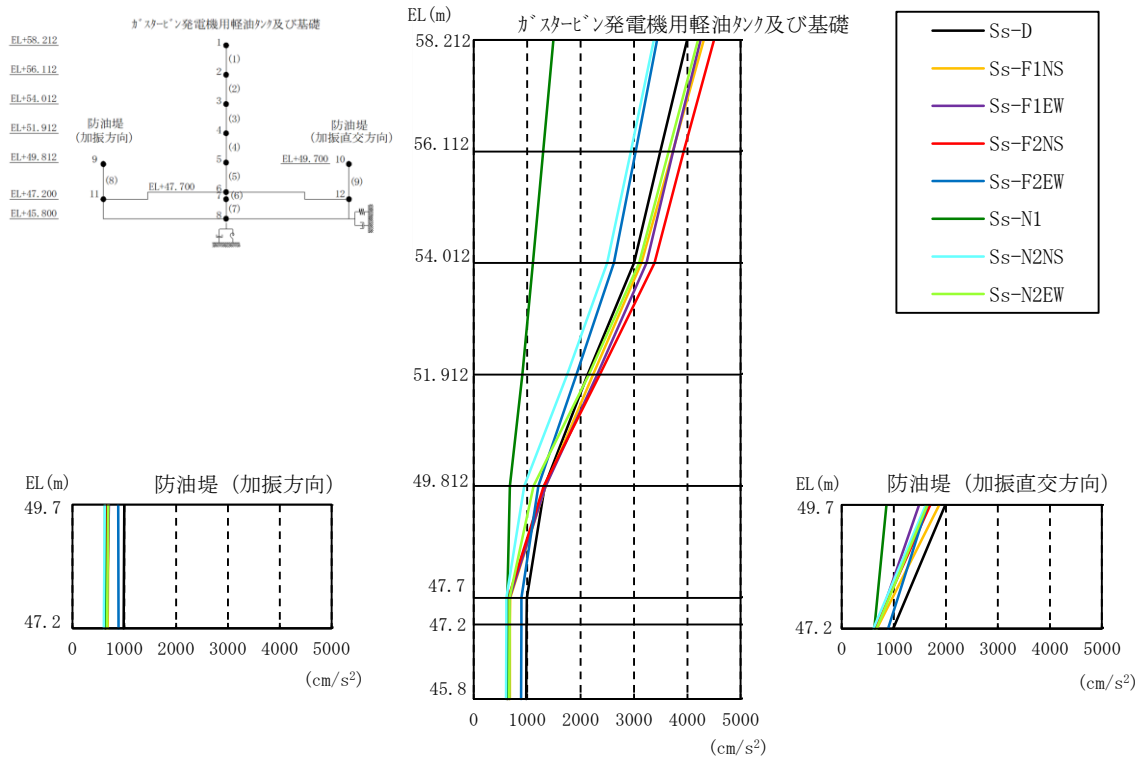 ｶﾞｽﾀｰﾋﾞﾝ発電機用軽油ﾀﾝｸ及び基礎
EL+58.212
EL+56.112
EL+54.012
EL+51.912
EL+49.812
EL+47.200
EL+45.800
1
(1)
2
(2)
3
(3)
4
(4)
5
(5)
6
(6)
7
(7)
8
防油堤
(加振方向)
9
(8)
11
EL+47.700
防油堤
(加振直交方向)
EL+49.700
10
(9)
12
EL(m)
ｶﾞｽﾀｰﾋﾞﾝ発電機用軽油ﾀﾝｸ及び基礎
58.212
56.112
54.012
51.912
49.812
47.7
47.2
45.8
0 1000 2000 3000 4000 5000
(cm/s²)
Ss-D
Ss-F1NS
Ss-F1EW
Ss-F2NS
Ss-F2EW
Ss-N1
Ss-N2NS
Ss-N2EW
EL(m)
防油堤 (加振方向)
49.7
47.2
0 1000 2000 3000 4000 5000
(cm/s²)
EL(m)
防油堤 (加振直交方向)
49.7
47.2
0 1000 2000 3000 4000 5000
(cm/s²)